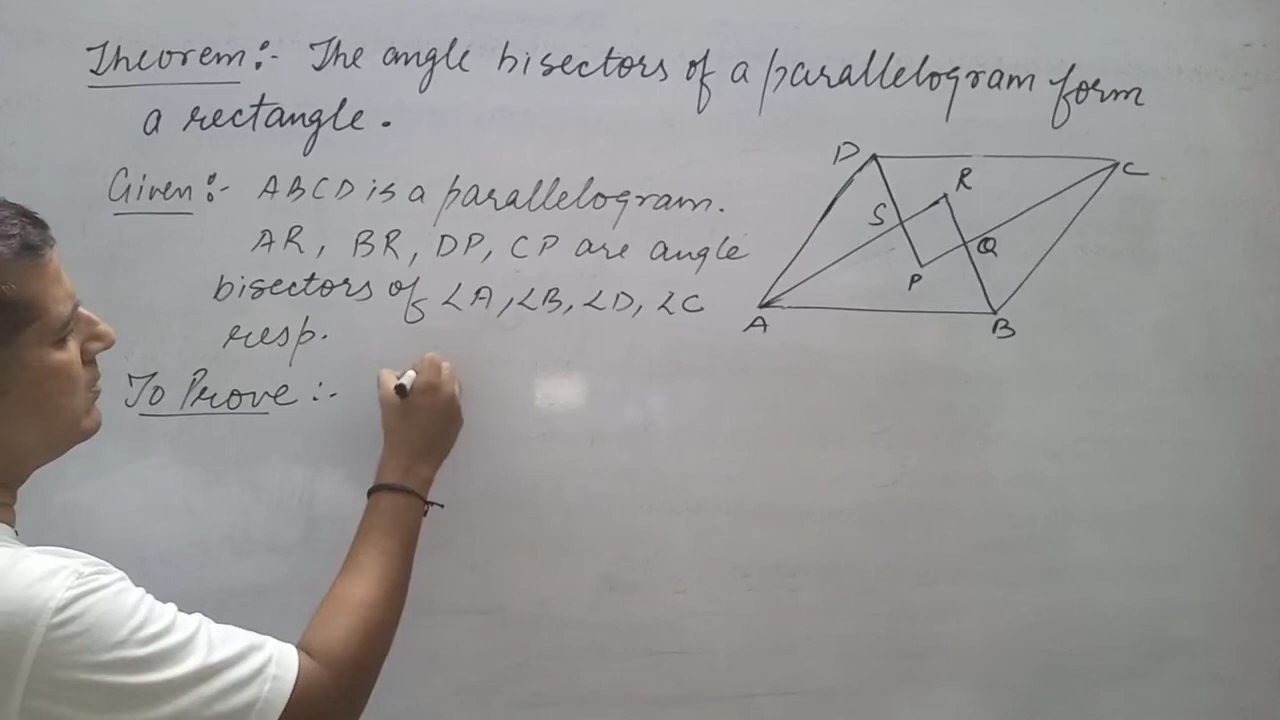 Theorem:- The angle bisectors of a parallelogram form
a rectangle.
Given:- ABCD is a parallelogram.
AR, BR, DP, CP are angle
bisectors of ∠A, ∠B, ∠D, ∠C
resp.
To Prove:-
D
C
R
S
Q
P
A
B